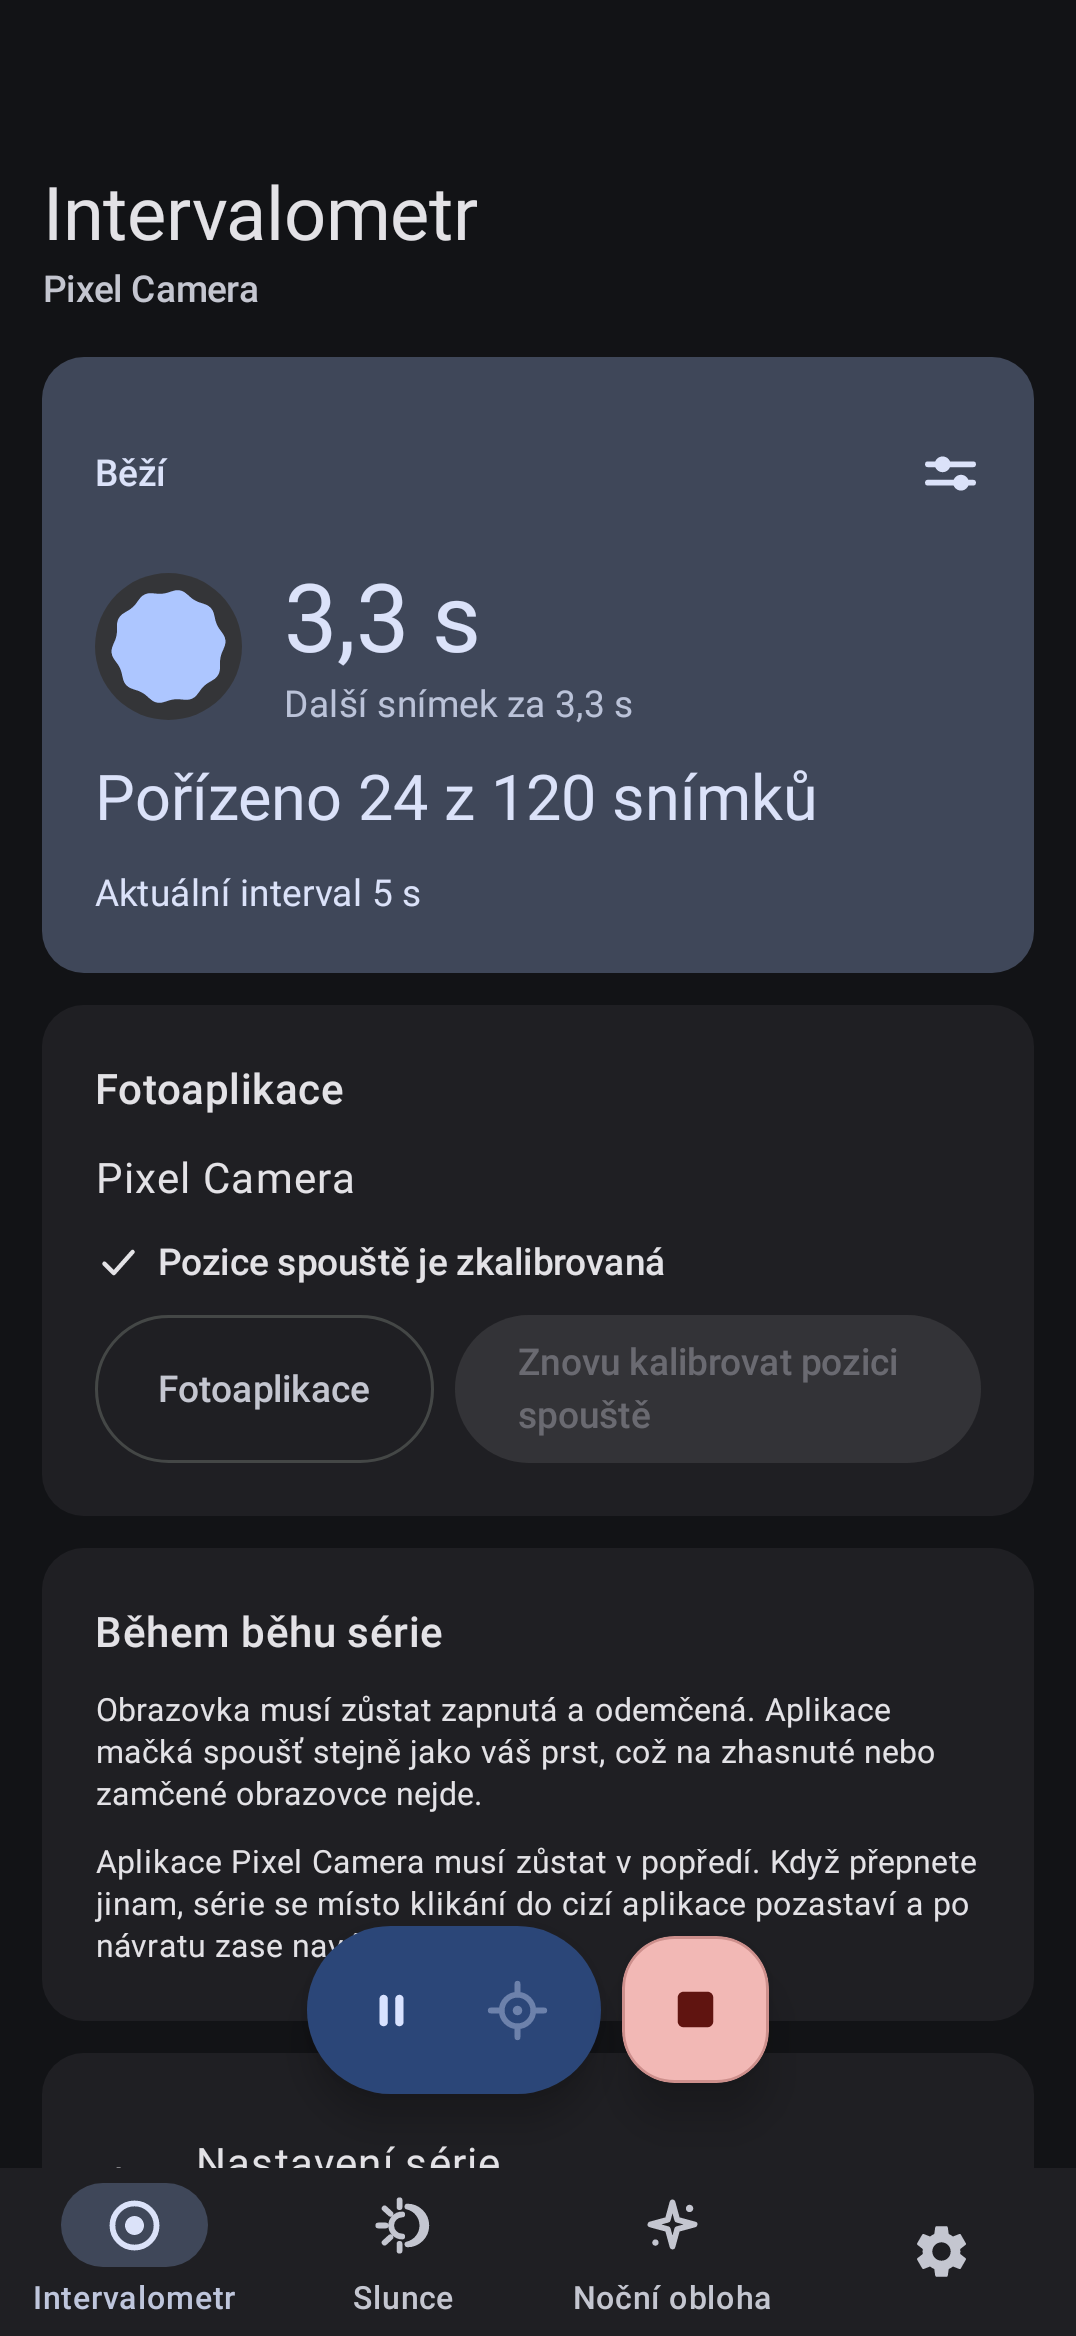 Intervalometr
Pixel Camera
Běží
3,3 s
Další snímek za 3,3 s
Pořízeno 24 z 120 snímků
Aktuální interval 5 s
Fotoaplikace
Pixel Camera
Pozice spouště je zkalibrovaná
Fotoaplikace
Znovu kalibrovat pozici
spouště
Během běhu série
Obrazovka musí zůstat zapnutá a odemčená. Aplikace
mačká spoušť stejně jako váš prst, což na zhasnuté nebo
zamčené obrazovce nejde.
Aplikace Pixel Camera musí zůstat v popředí. Když přepnete
jinam, série se místo klikání do cizí aplikace pozastaví a po
návratu zase
Nastavení série
Intervalometr
Slunce
Noční obloha